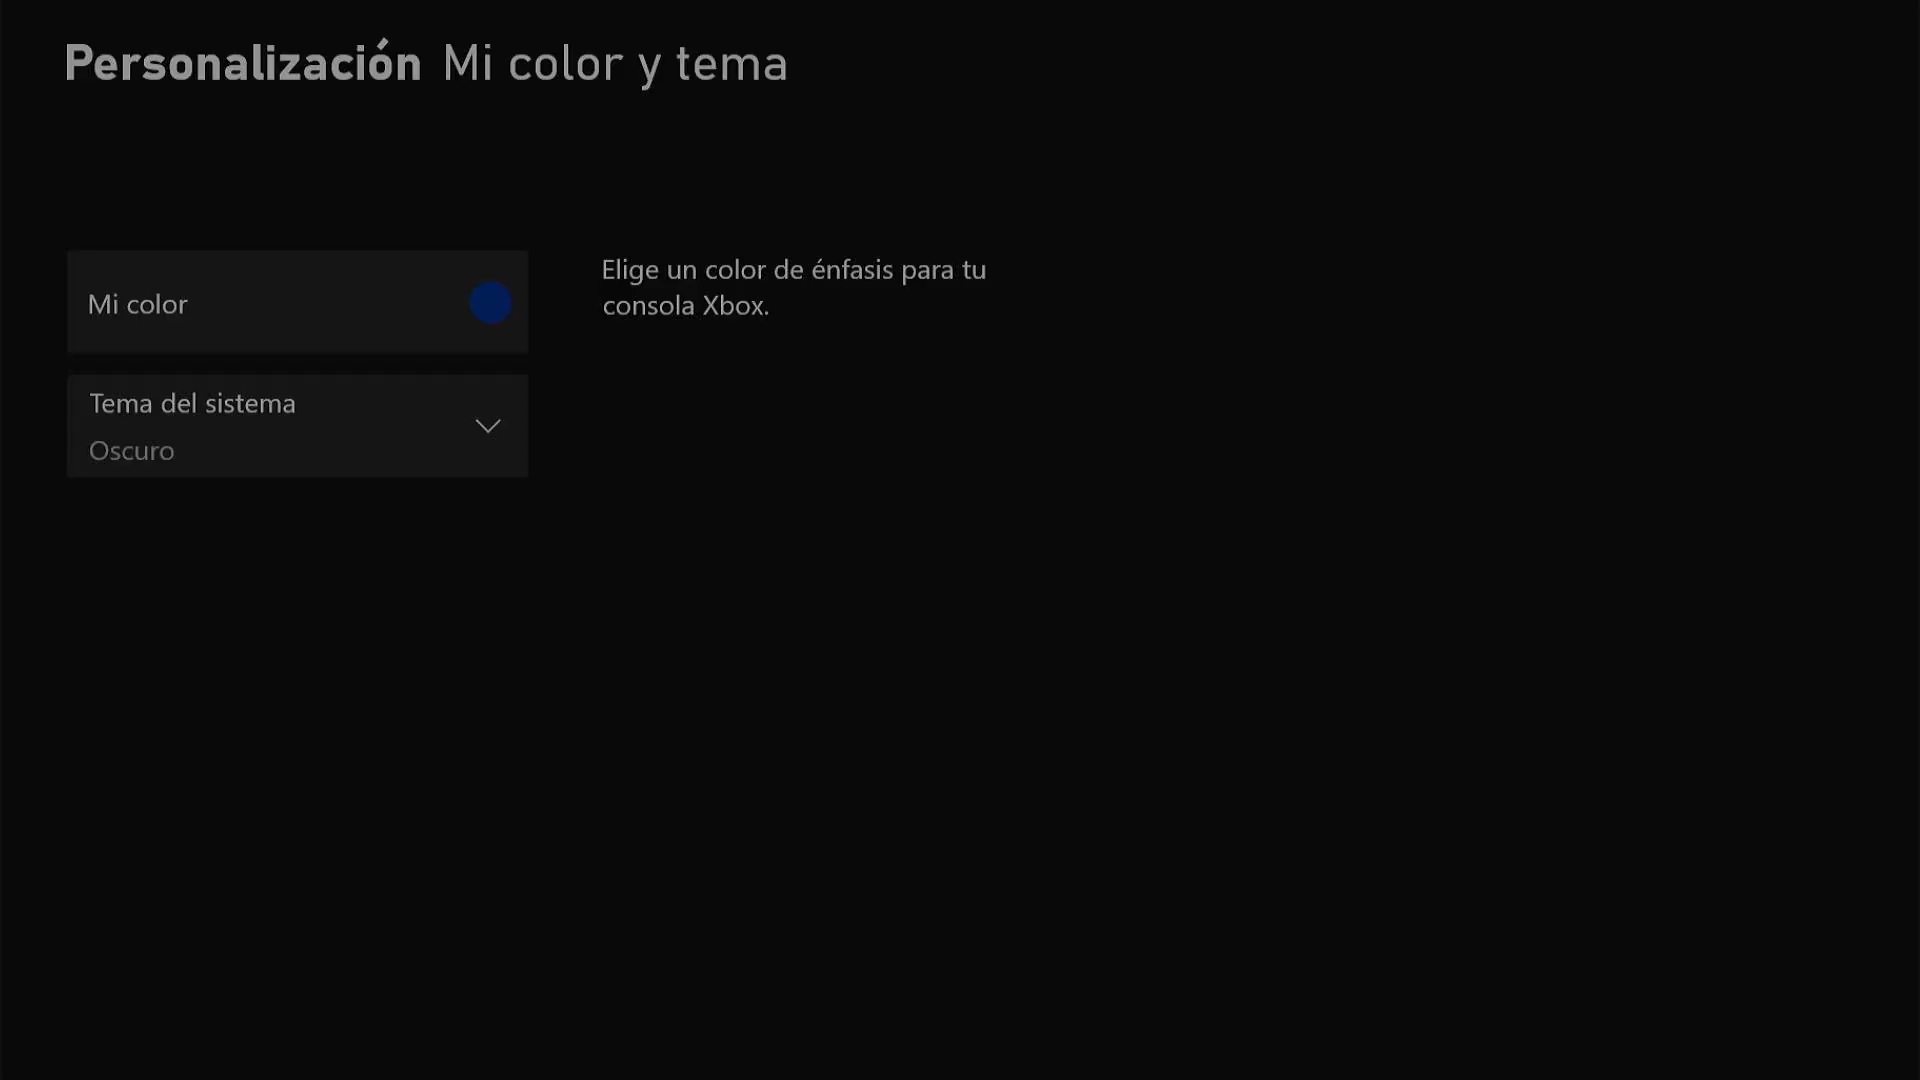 Personalización Mi color y tema
Mi color
Elige un color de énfasis para tu
consola Xbox.
Tema del sistema
Oscuro